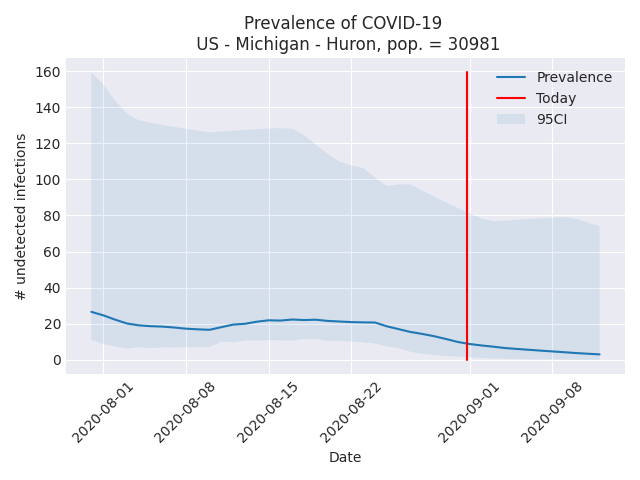 Prevalence of COVID-19
US - Michigan - Huron, pop. = 30981
Prevalence
Today
95CI
# undetected infections
160
140
120
100
80
60
40
20
0
2020-08-01
2020-08-08
2020-08-15
2020-08-22
2020-09-01
2020-09-08
Date